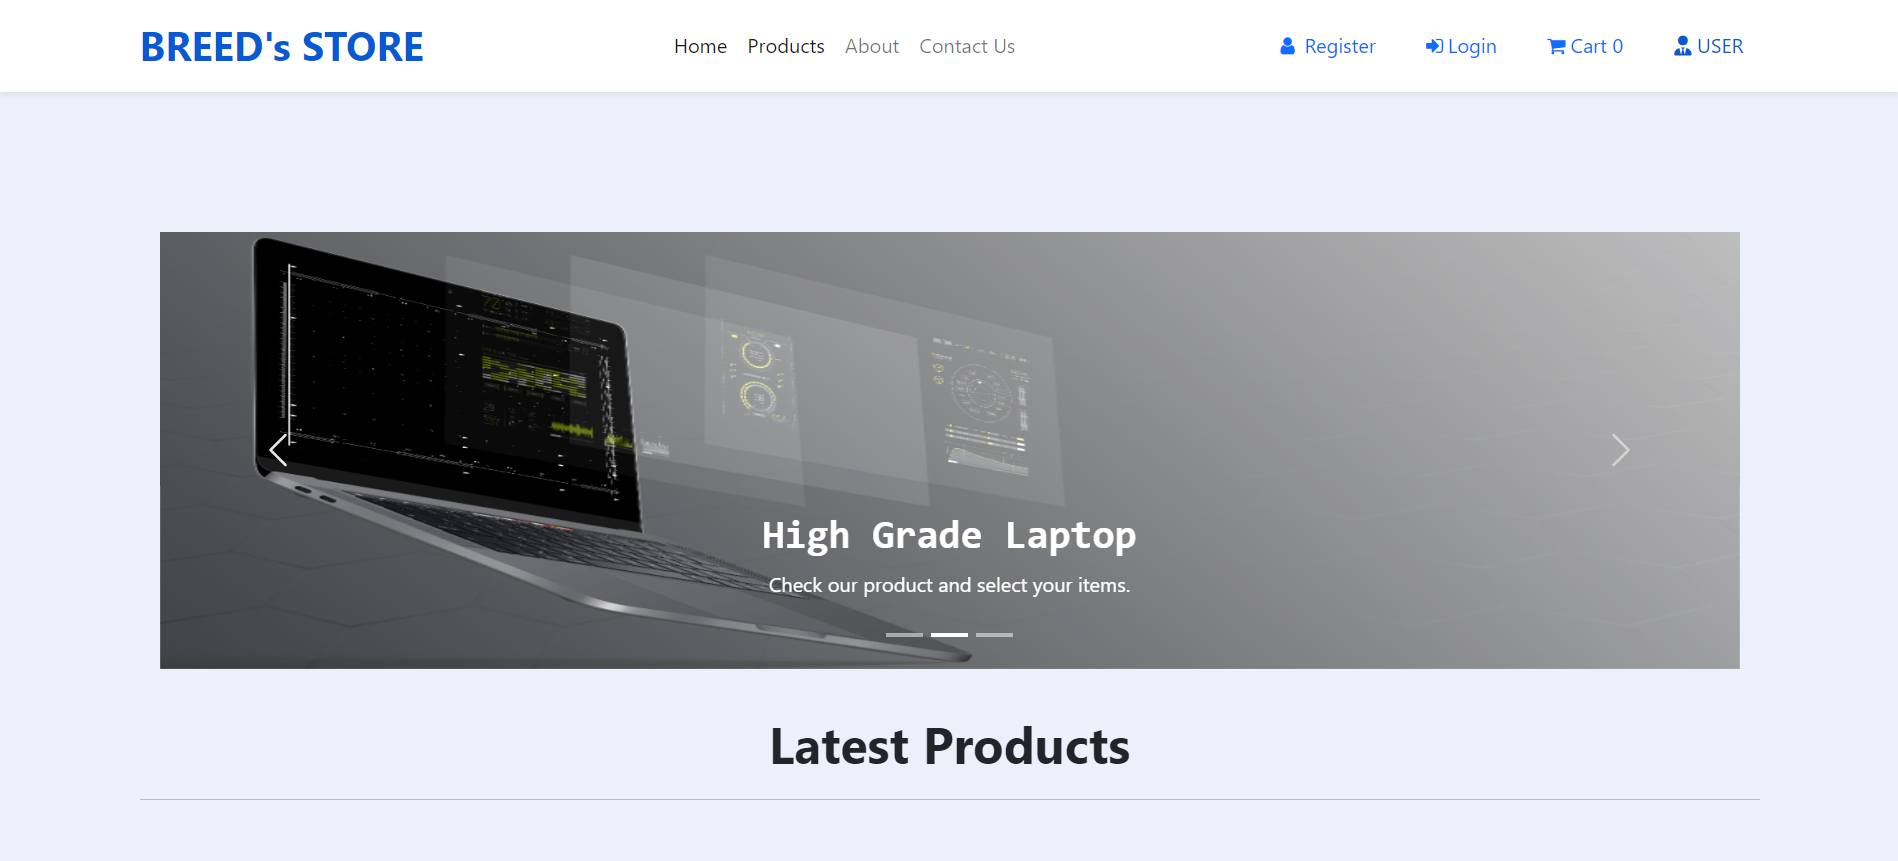 BREED's STORE
Home Products About Contact Us
Register Login Cart 0 USER
High Grade Laptop
Check our product and select your items.
Latest Products